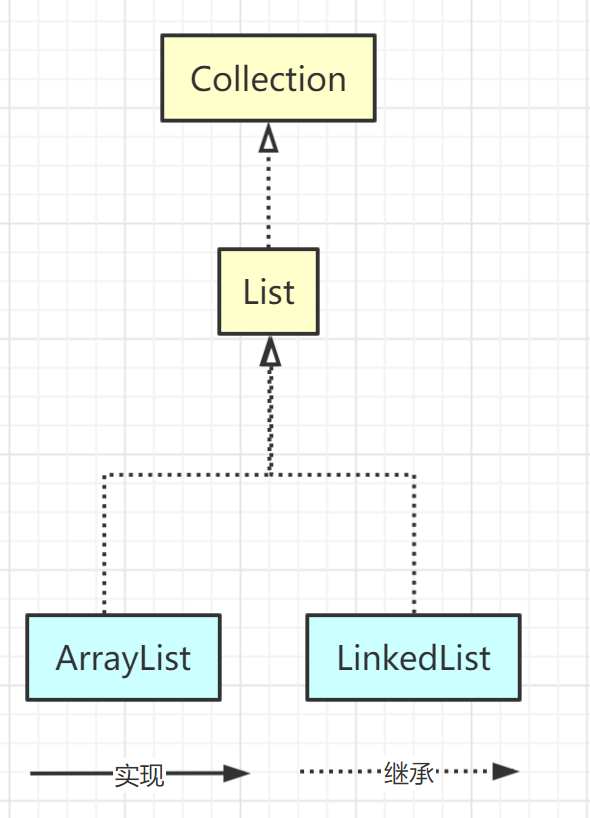 Collection
List
ArrayList
LinkedList
实现
继承